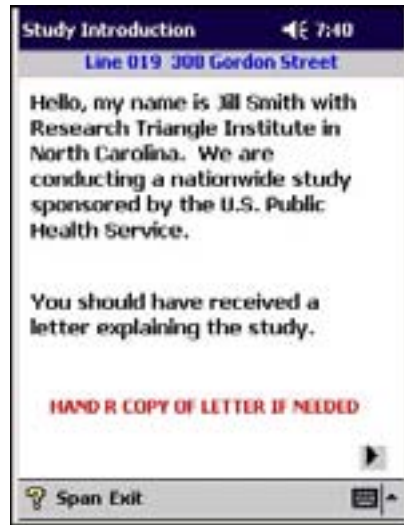 Study Introduction 7:40
Line 019 300 Gordon Street
Hello, my name is Jill Smith with
Research Triangle Institute in
North Carolina. We are
conducting a nationwide study
sponsored by the U.S. Public
Health Service.
You should have received a
letter explaining the study.
HAND R COPY OF LETTER IF NEEDED
Span Exit